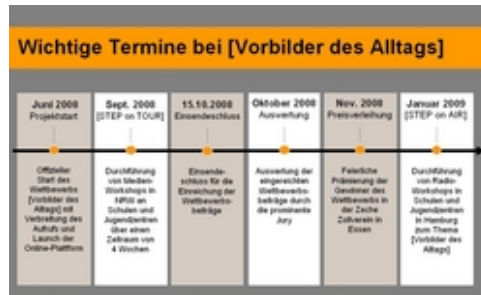 Wichtige Termine bei [Vorbilder des Alltags]
Juni 2008
Projektstart
Offizieller
Start des
Wettbewerbs
[Vorbilder des
Alltags] mit
Verbreitung des
Aufrufs und
Launch der
Online-Plattform
Sept. 2008
[STEP on TOUR]
Durchführung
von Medien-
Workshops in
NRW an
Schulen und
Jugendzentren
über einen
Zeitraum von
4 Wochen
15.10.2008
Einsendeschluss
Einsende-
schluss für die
Einreichung der
Wettbewerbs-
beiträge
Oktober 2008
Auswertung
Auswertung der
eingereichten
Wettbewerbs-
beiträge durch
die prominente
Jury
Nov. 2008
Preisverleihung
Feierliche
Prämierung der
Gewinner des
Wettbewerbs in
der Zeche
Zollverein in
Essen
Januar 2009
[STEP on AIR]
Durchführung
von Radio-
Workshops in
Schulen und
Jugendzentren
in Hamburg
zum Thema
[Vorbilder des
Alltags]